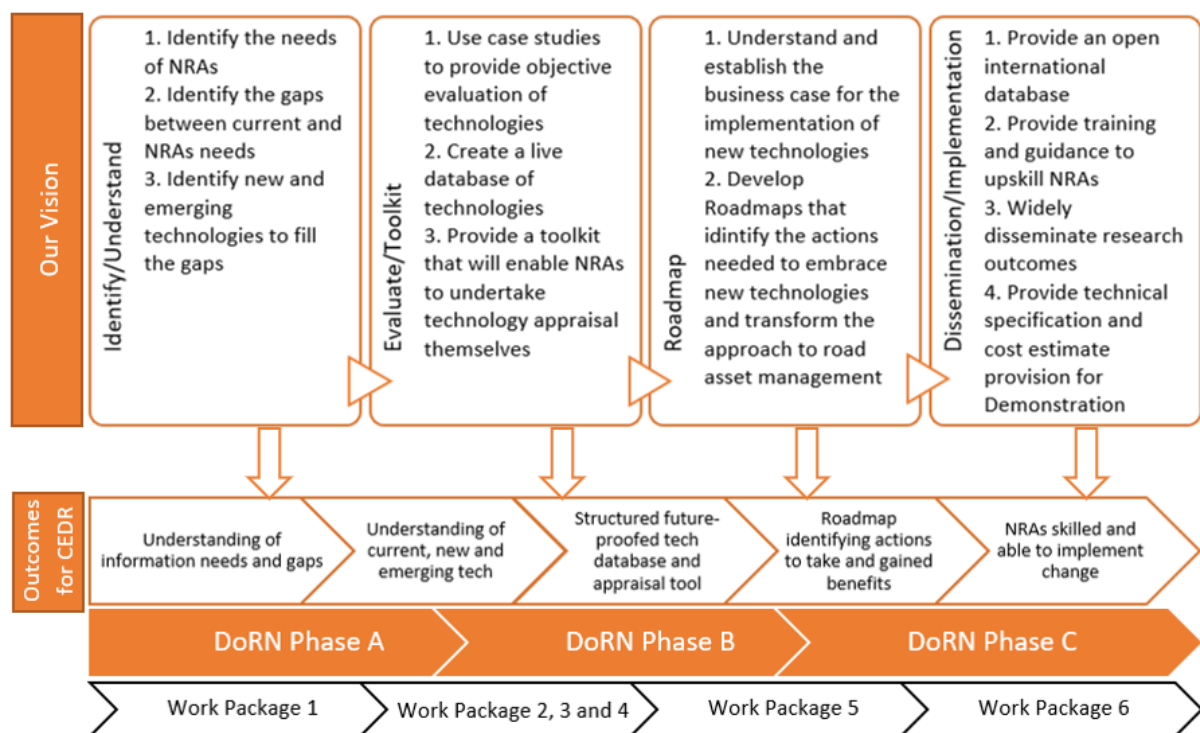 Our Vision
Identify/Understand
1. Identify the needs
of NRAs
2. Identify the gaps
between current and
NRAs needs
3. Identify new and
emerging
technologies to fill
the gaps
Evaluate/Toolkit
1. Use case studies
to provide objective
evaluation of
technologies
2. Create a live
database of
technologies
3. Provide a toolkit
that will enable NRAs
to undertake
technology appraisal
themselves
Roadmap
1. Understand and
establish the
business case for the
implementation of
new technologies
2. Develop
Roadmaps that
idintify the actions
needed to embrace
new technologies
and transform the
approach to road
asset management
Dissemination/Implementation
1. Provide an open
international
database
2. Provide training
and guidance to
upskill NRAs
3. Widely
disseminate research
outcomes
4. Provide technical
specification and
cost estimate
provision for
Demonstration
Outcomes
for CEDR
Understanding of
information needs and gaps
Understanding of
current, new and
emerging tech
Structured future-
proofed tech
database and
appraisal tool
Roadmap
identifying actions
to take and gained
benefits
NRAs skilled and
able to implement
change
DoRN Phase A
DoRN Phase B
DoRN Phase C
Work Package 1
Work Package 2, 3 and 4
Work Package 5
Work Package 6